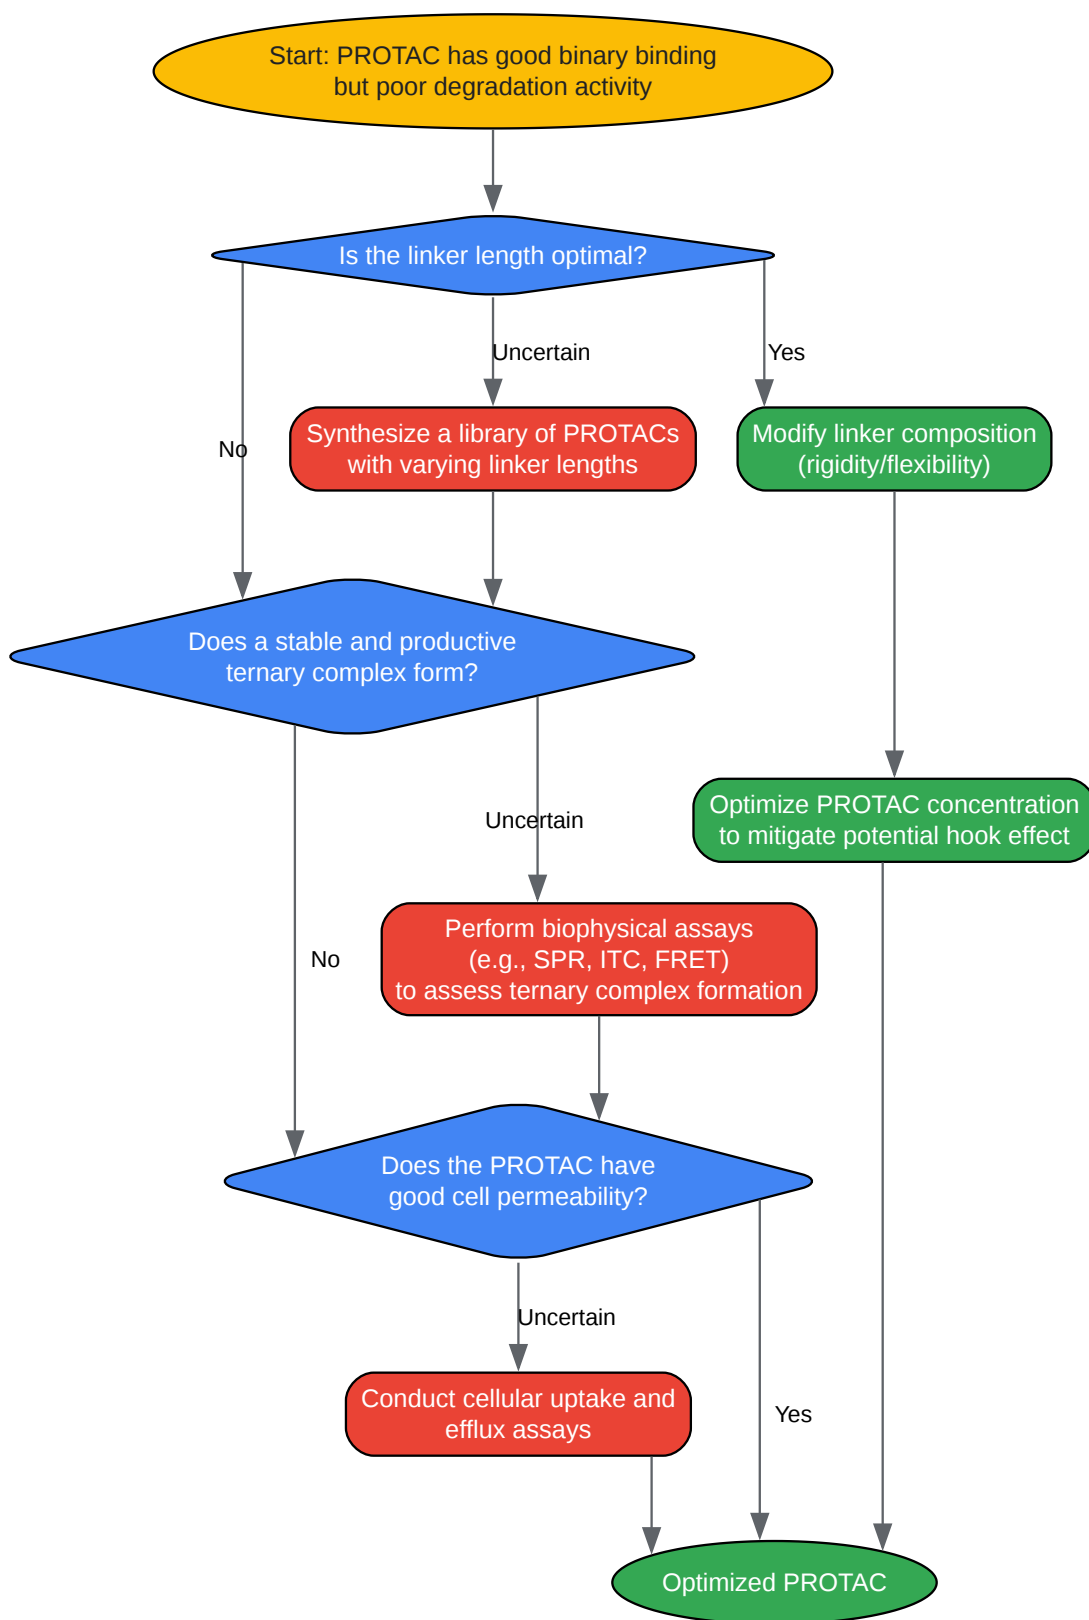 Start: PROTAC has good binary binding
but poor degradation activity
Is the linker length optimal?
Uncertain
Yes
No
Synthesize a library of PROTACs
with varying linker lengths
Modify linker composition
(rigidity/flexibility)
Does a stable and productive
ternary complex form?
Uncertain
Optimize PROTAC concentration
to mitigate potential hook effect
No
Perform biophysical assays
(e.g., SPR, ITC, FRET)
to assess ternary complex formation
Does the PROTAC have
good cell permeability?
Uncertain
Yes
Conduct cellular uptake and
efflux assays
Optimized PROTAC